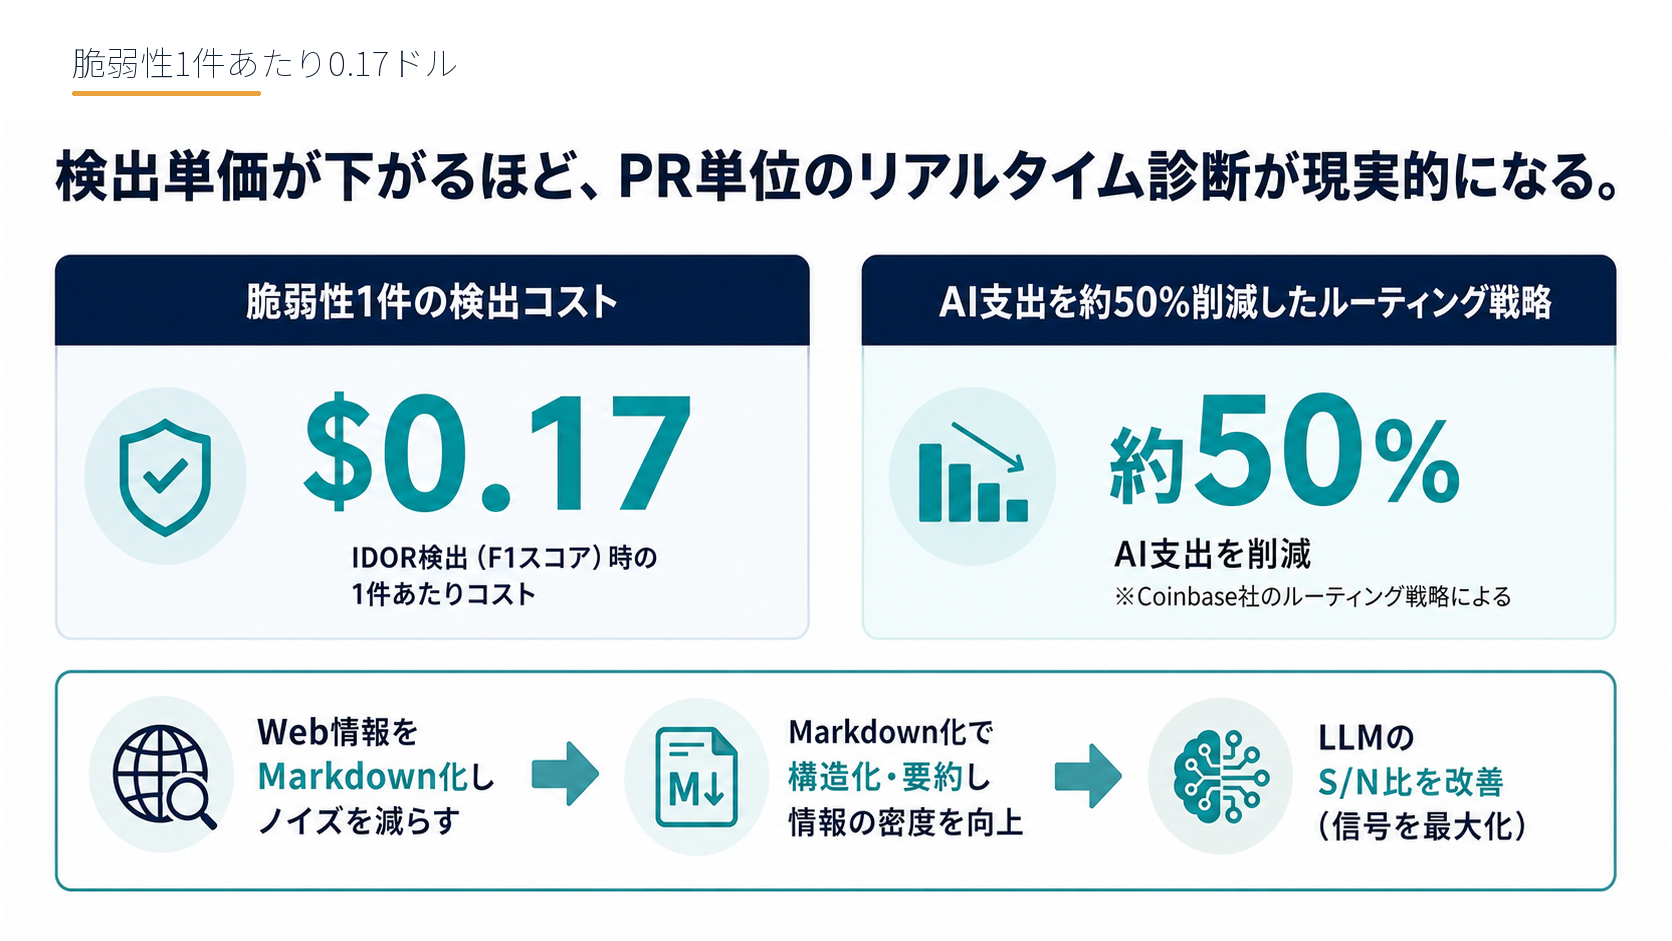 脆弱性1件あたり0.17ドル
検出単価が下がるほど、PR単位のリアルタイム診断が現実的になる。
脆弱性1件の検出コスト
$0.17
IDOR検出（F1スコア）時の
1件あたりコスト
AI支出を約50%削減したルーティング戦略
約50%
AI支出を削減
※Coinbase社のルーティング戦略による
Web情報を
Markdown化し
ノイズを減らす
M↓
Markdown化で
構造化・要約し
情報の密度を向上
LLMの
S/N比を改善
（信号を最大化）